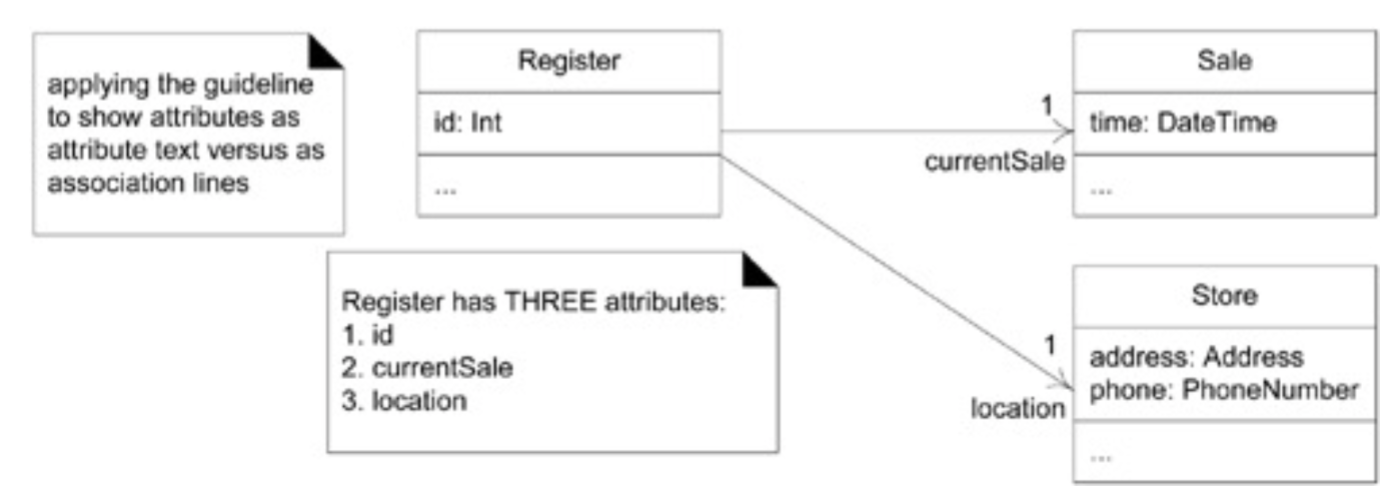 applying the guideline
to show attributes as
attribute text versus as
association lines
Register
id: Int
...
1
currentSale
Sale
time: DateTime
...
Register has THREE attributes:
1. id
2. currentSale
3. location
1
location
Store
address: Address
phone: PhoneNumber
...